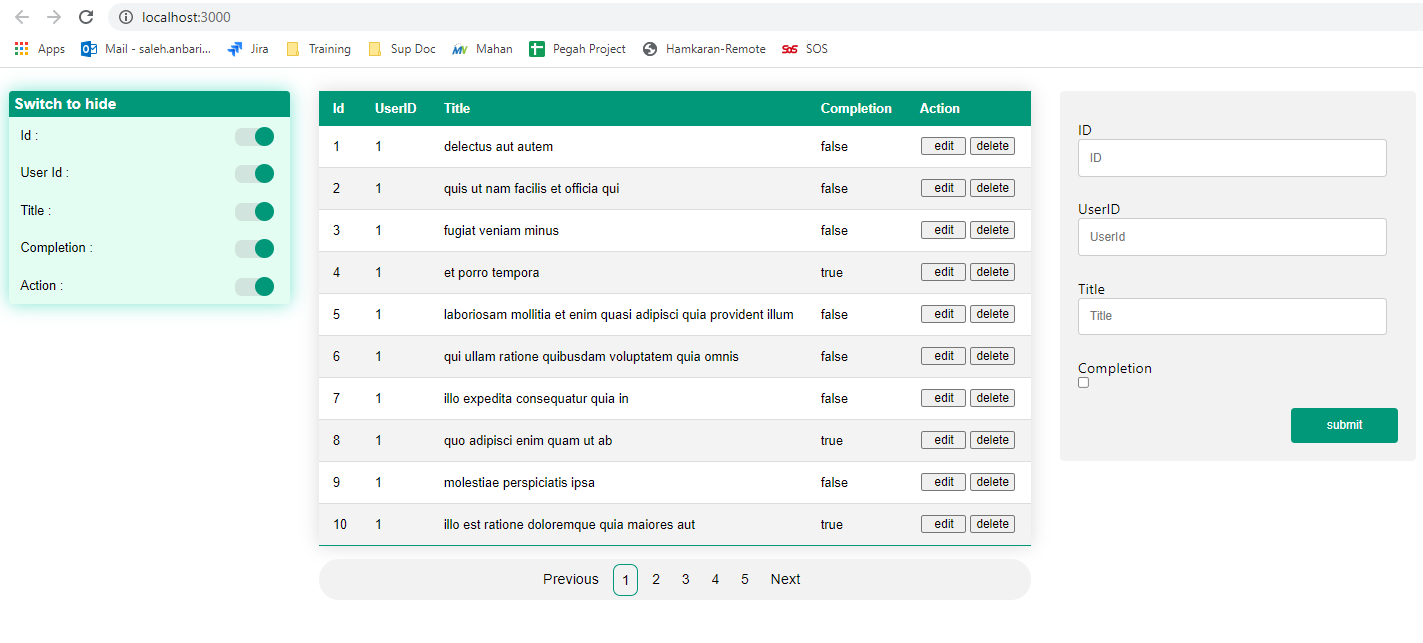 localhost:3000
Apps Mail - saleh.anbari... Jira Training Sup Doc Mahan Pegah Project Hamkaran-Remote SOS SOS
Switch to hide
Id :
User Id :
Title :
Completion :
Action :
Id UserID Title Completion Action
1 1 delectus aut autem false edit delete
2 1 quis ut nam facilis et officia qui false edit delete
3 1 fugiat veniam minus false edit delete
4 1 et porro tempora true edit delete
5 1 laboriosam mollitia et enim quasi adipisci quia provident illum false edit delete
6 1 qui ullam ratione quibusdam voluptatem quia omnis false edit delete
7 1 illo expedita consequatur quia in false edit delete
8 1 quo adipisci enim quam ut ab true edit delete
9 1 molestiae perspiciatis ipsa false edit delete
10 1 illo est ratione doloremque quia maiores aut true edit delete
Previous 1 2 3 4 5 Next
ID
ID
UserID
UserId
Title
Title
Completion
submit